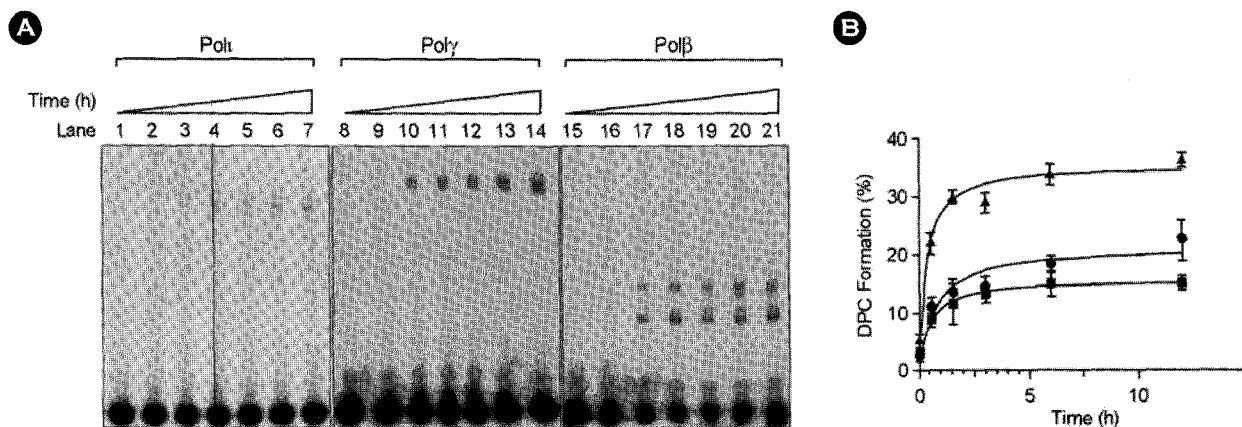 A
Polι Polγ Polβ
Time (h)
Lane 1 2 3 4 5 6 7 8 9 10 11 12 13 14 15 16 17 18 19 20 21
B
DPC Formation (%)
40
30
20
10
0
0 5 10
Time (h)